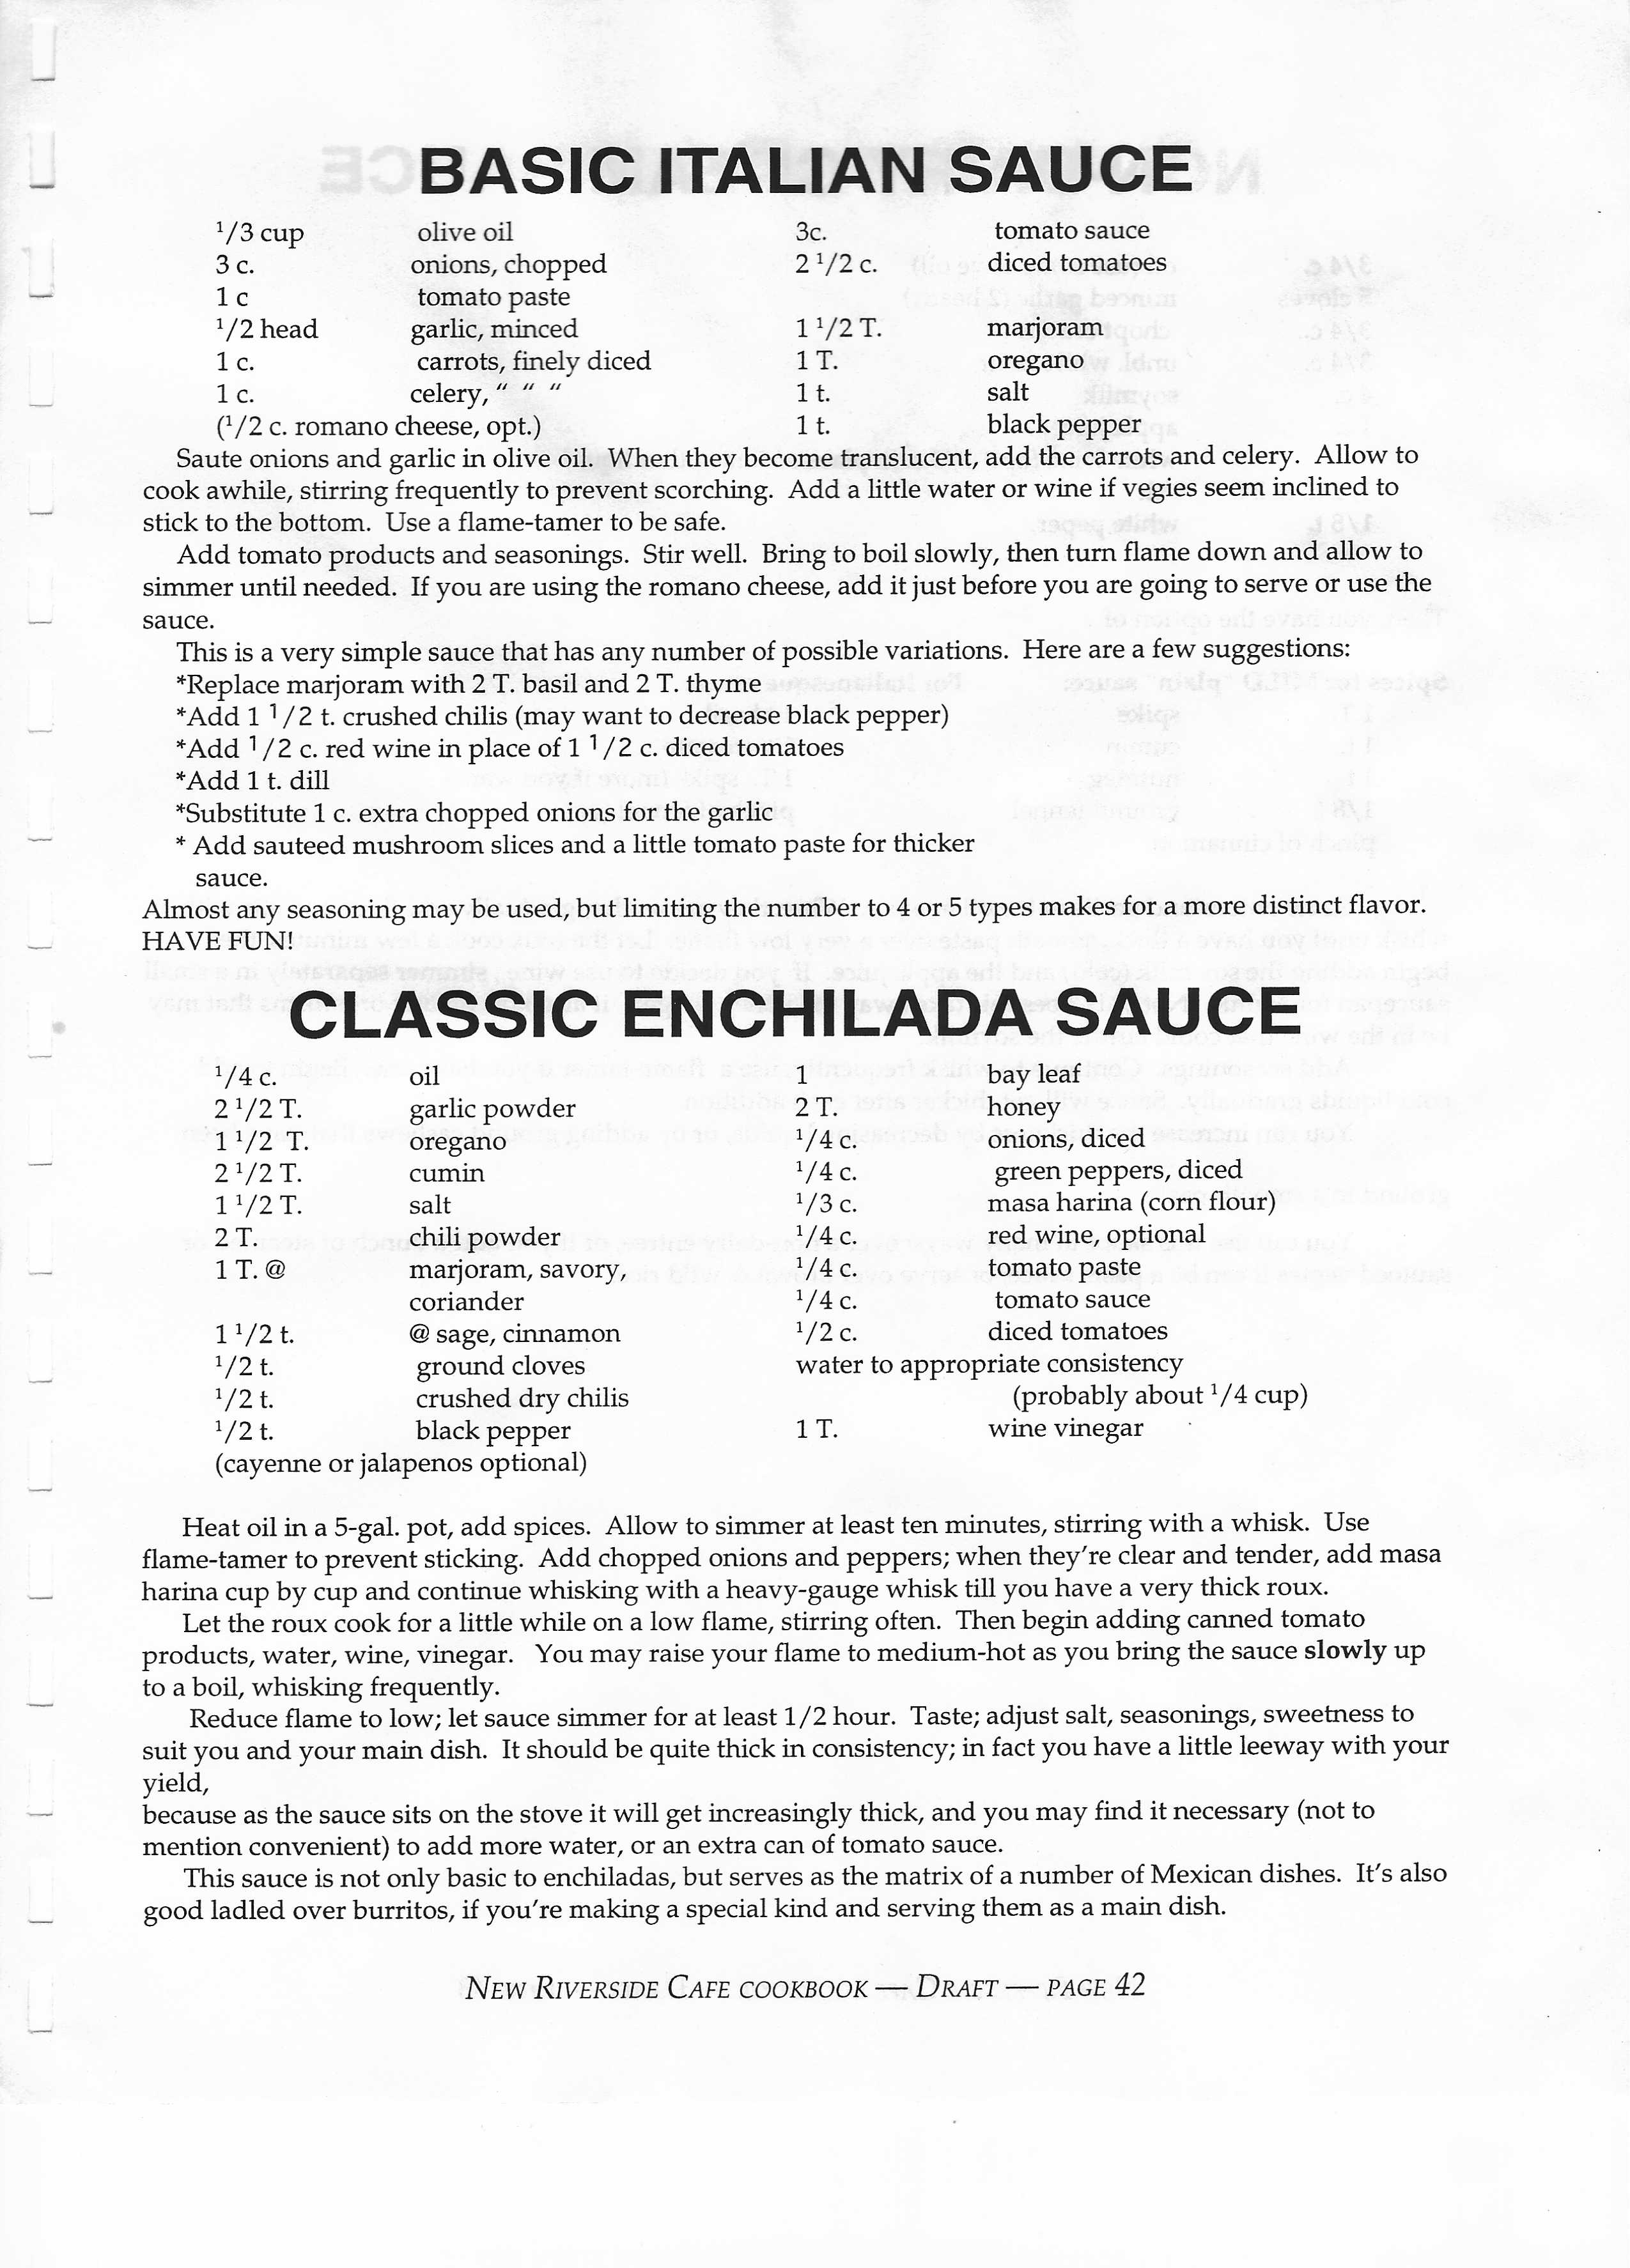 BASIC ITALIAN SAUCE
1/3 cup olive oil 3c. tomato sauce
3 c. onions, chopped 2 1/2 c. diced tomatoes
1 c tomato paste
1/2 head garlic, minced 1 1/2 T. marjoram
1 c. carrots, finely diced 1 T. oregano
1 c. celery, " " " 1 t. salt
(1/2 c. romano cheese, opt.) 1 t. black pepper
Saute onions and garlic in olive oil. When they become translucent, add the carrots and celery. Allow to
cook awhile, stirring frequently to prevent scorching. Add a little water or wine if vegies seem inclined to
stick to the bottom. Use a flame-tamer to be safe.
Add tomato products and seasonings. Stir well. Bring to boil slowly, then turn flame down and allow to
simmer until needed. If you are using the romano cheese, add it just before you are going to serve or use the
sauce.
This is a very simple sauce that has any number of possible variations. Here are a few suggestions:
*Replace marjoram with 2 T. basil and 2 T. thyme
*Add 1 1/2 t. crushed chilis (may want to decrease black pepper)
*Add 1/2 c. red wine in place of 1 1/2 c. diced tomatoes
*Add 1 t. dill
*Substitute 1 c. extra chopped onions for the garlic
* Add sauteed mushroom slices and a little tomato paste for thicker
sauce.
Almost any seasoning may be used, but limiting the number to 4 or 5 types makes for a more distinct flavor.
HAVE FUN!
CLASSIC ENCHILADA SAUCE
1/4 c. oil 1 bay leaf
2 1/2 T. garlic powder 2 T. honey
1 1/2 T. oregano 1/4 c. onions, diced
2 1/2 T. cumin 1/4 c. green peppers, diced
1 1/2 T. salt 1/3 c. masa harina (corn flour)
2 T. chili powder 1/4 c. red wine, optional
1 T. @ marjoram, savory, 1/4 c. tomato paste
coriander 1/4 c. tomato sauce
1 1/2 t. @ sage, cinnamon 1/2 c. diced tomatoes
1/2 t. ground cloves water to appropriate consistency
1/2 t. crushed dry chilis (probably about 1/4 cup)
1/2 t. black pepper 1 T. wine vinegar
(cayenne or jalapenos optional)
Heat oil in a 5-gal. pot, add spices. Allow to simmer at least ten minutes, stirring with a whisk. Use
flame-tamer to prevent sticking. Add chopped onions and peppers; when they're clear and tender, add masa
harina cup by cup and continue whisking with a heavy-gauge whisk till you have a very thick roux.
Let the roux cook for a little while on a low flame, stirring often. Then begin adding canned tomato
products, water, wine, vinegar. You may raise your flame to medium-hot as you bring the sauce slowly up
to a boil, whisking frequently.
Reduce flame to low; let sauce simmer for at least 1/2 hour. Taste; adjust salt, seasonings, sweetness to
suit you and your main dish. It should be quite thick in consistency; in fact you have a little leeway with your
yield,
because as the sauce sits on the stove it will get increasingly thick, and you may find it necessary (not to
mention convenient) to add more water, or an extra can of tomato sauce.
This sauce is not only basic to enchiladas, but serves as the matrix of a number of Mexican dishes. It's also
good ladled over burritos, if you're making a special kind and serving them as a main dish.
NEW RIVERSIDE CAFE COOKBOOK — DRAFT — PAGE 42